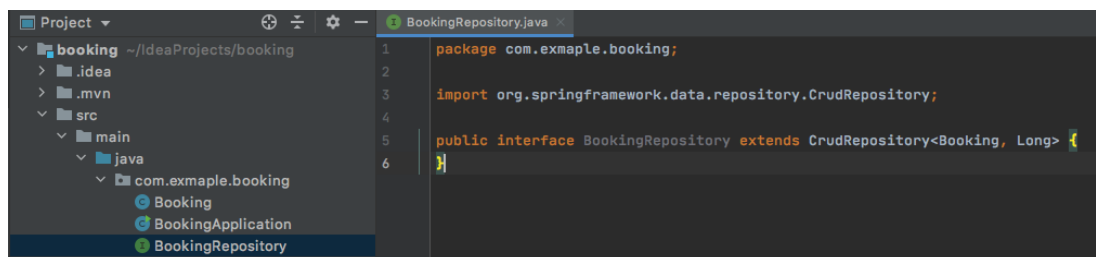 Project
BookingRepository.java
booking ~/IdeaProjects/booking
.idea
.mvn
src
main
java
com.exmaple.booking
Booking
BookingApplication
BookingRepository
1 package com.exmaple.booking;
2
3 import org.springframework.data.repository.CrudRepository;
4
5 public interface BookingRepository extends CrudRepository<Booking, Long> {
6 }